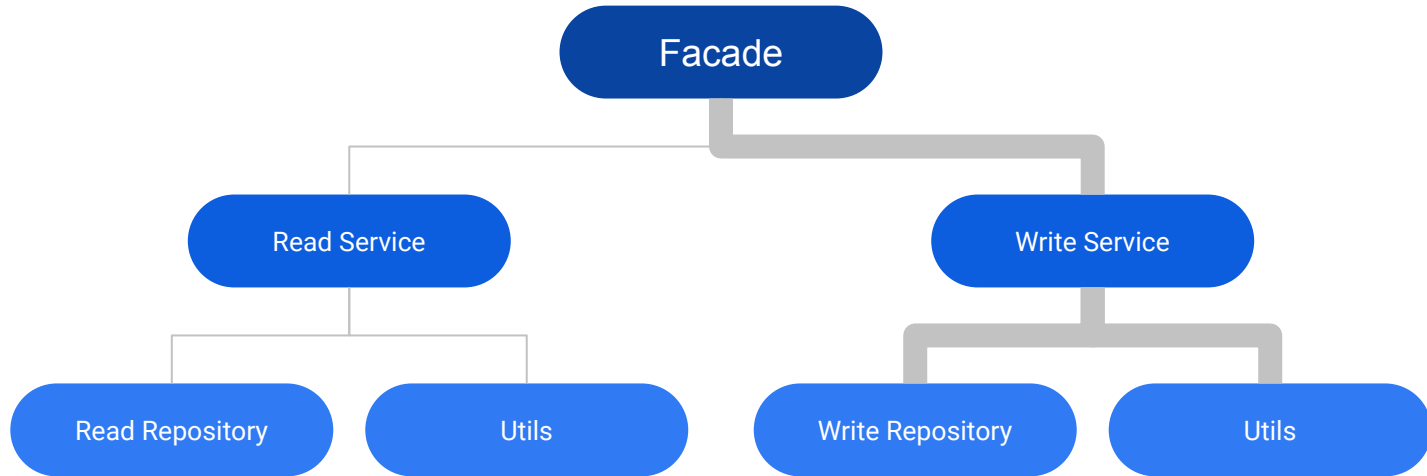 Facade
Read Service
Write Service
Read Repository
Utils
Write Repository
Utils